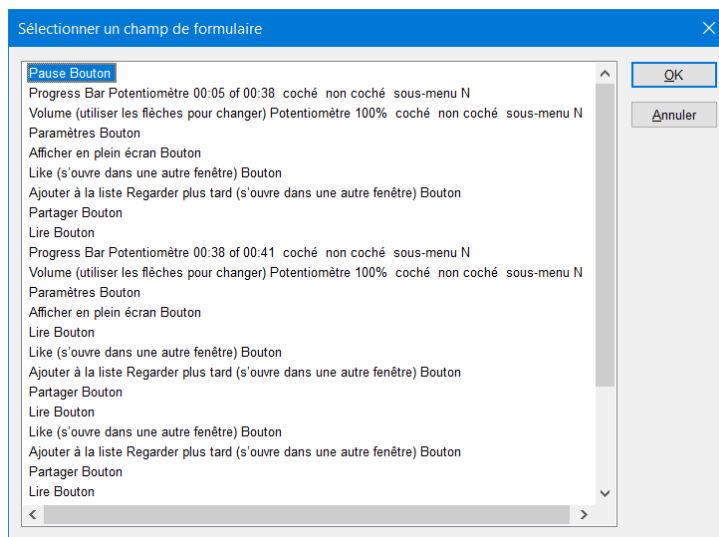 Sélectionner un champ de formulaire
Pause Bouton
Progress Bar Potentiomètre 00:05 of 00:38  coché  non coché  sous-menu N
Volume (utiliser les flèches pour changer) Potentiomètre 100%  coché  non coché  sous-menu N
Paramètres Bouton
Afficher en plein écran Bouton
Like (s’ouvre dans une autre fenêtre) Bouton
Ajouter à la liste Regarder plus tard (s’ouvre dans une autre fenêtre) Bouton
Partager Bouton
Lire Bouton
Progress Bar Potentiomètre 00:38 of 00:41  coché  non coché  sous-menu N
Volume (utiliser les flèches pour changer) Potentiomètre 100%  coché  non coché  sous-menu N
Paramètres Bouton
Afficher en plein écran Bouton
Lire Bouton
Like (s’ouvre dans une autre fenêtre) Bouton
Ajouter à la liste Regarder plus tard (s’ouvre dans une autre fenêtre) Bouton
Partager Bouton
Lire Bouton
Like (s’ouvre dans une autre fenêtre) Bouton
Ajouter à la liste Regarder plus tard (s’ouvre dans une autre fenêtre) Bouton
Partager Bouton
Lire Bouton
OK
Annuler